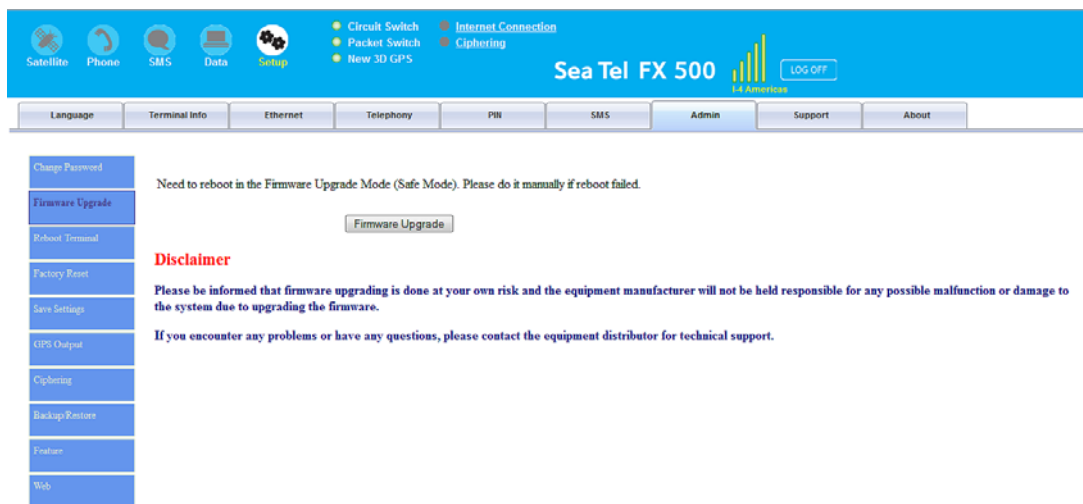 Circuit Switch
Internet Connection
Packet Switch
Ciphering
New 3D GPS
Satellite
Phone
SMS
Data
Setup
Sea Tel FX 500
I-4 Americas
LOG OFF
Language
Terminal Info
Ethernet
Telephony
PIN
SMS
Admin
Support
About
Change Password
Firmware Upgrade
Reboot Terminal
Factory Reset
Save Settings
GPS Output
Ciphering
Backup/Restore
Feature
Web
Need to reboot in the Firmware Upgrade Mode (Safe Mode). Please do it manually if reboot failed.
Firmware Upgrade
Disclaimer
Please be informed that firmware upgrading is done at your own risk and the equipment manufacturer will not be held responsible for any possible malfunction or damage to
the system due to upgrading the firmware.
If you encounter any problems or have any questions, please contact the equipment distributor for technical support.